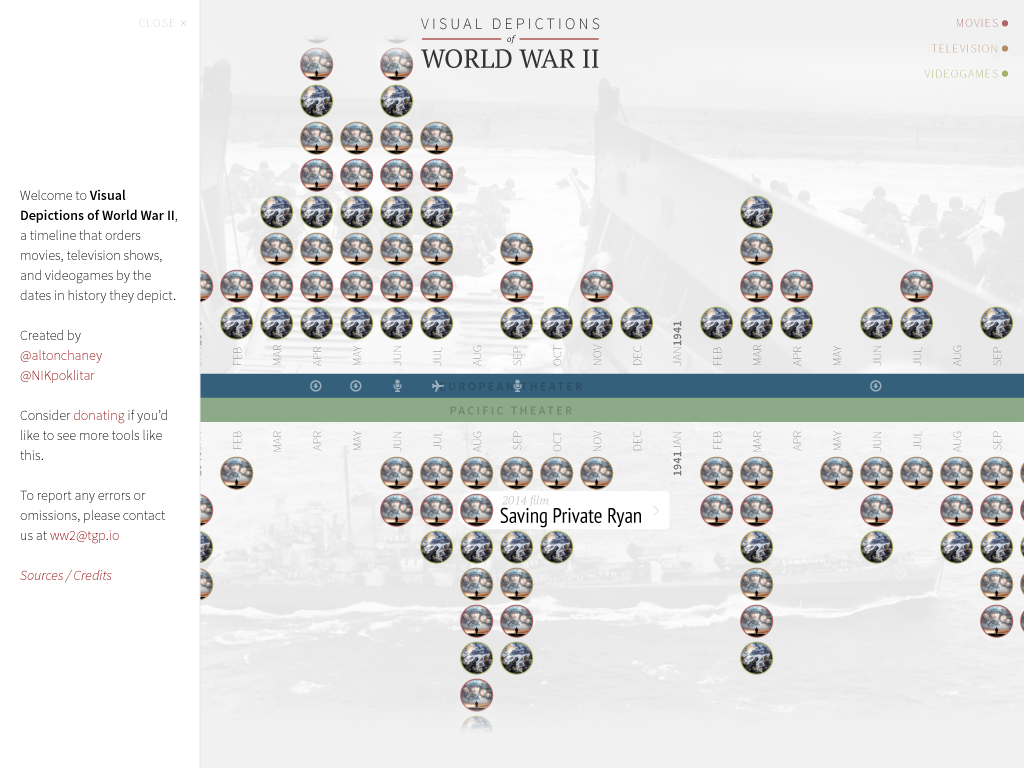 CLOSE ×
VISUAL DEPICTIONS
of
WORLD WAR II
MOVIES
TELEVISION
VIDEOGAMES
Welcome to Visual
Depictions of World War II,
a timeline that orders
movies, television shows,
and videogames by the
dates in history they depict.
Created by
@altonchaney
@NIKpoklitar
Consider donating if you'd
like to see more tools like
this.
To report any errors or
omissions, please contact
us at ww2@tgp.io
Sources / Credits
FEB MAR APR MAY JUN JUL AUG SEP OCT NOV DEC JAN 1941 FEB MAR APR MAY JUN JUL AUG SEP
EUROPEAN THEATER
PACIFIC THEATER
FEB MAR APR MAY JUN JUL AUG SEP OCT NOV DEC 1941 JAN FEB MAR APR MAY JUN JUL AUG SEP
2014 film
Saving Private Ryan